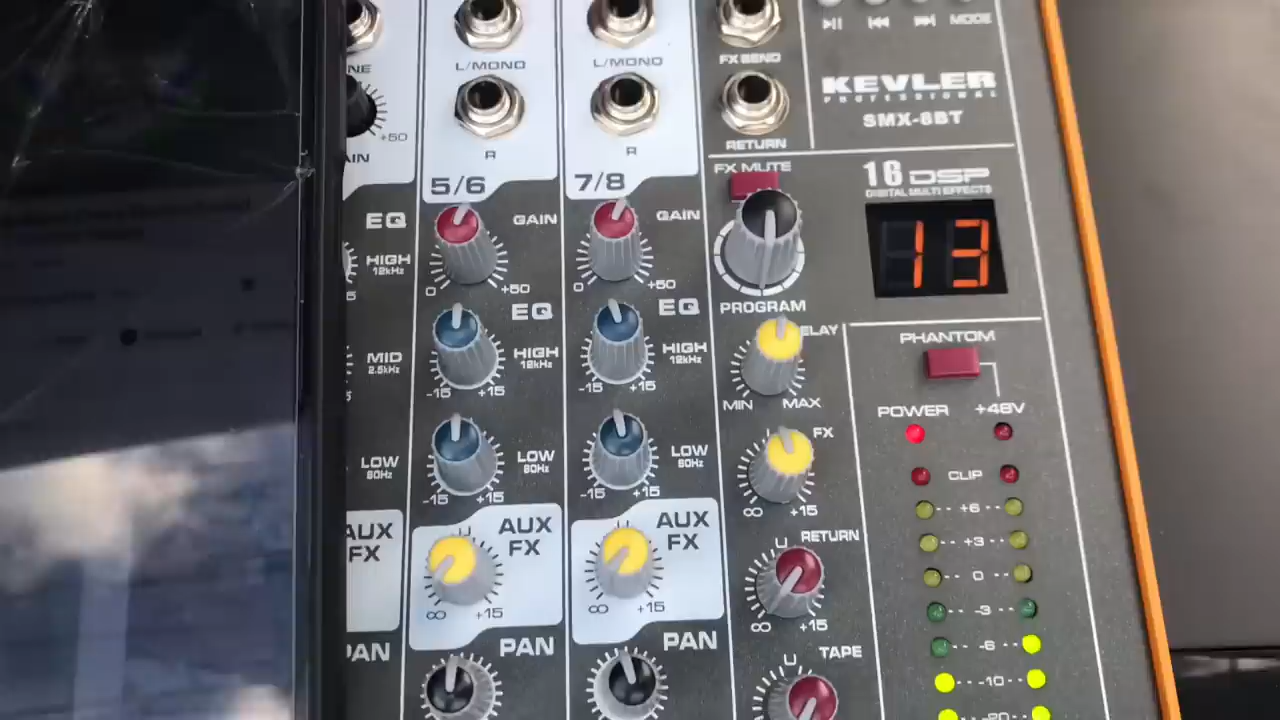 MODE
L/MONO
L/MONO
FX SEND
KEVLER
PROFESSIONAL
SMX-8BT
+50
R
R
RETURN
5/6
7/8
FX MUTE
16 DSP
DIGITAL MULTI EFFECTS
13
EQ
GAIN
GAIN
HIGH
12kHz
0
+50
0
+50
PROGRAM
EQ
EQ
MID
2.5kHz
HIGH
12kHz
HIGH
12kHz
-15
+15
-15
+15
MIN
MAX
PHANTOM
POWER
+48V
FX
LOW
80Hz
LOW
80Hz
LOW
80Hz
-15
+15
-15
+15
∞
+15
CLIP
+6
+3
0
-3
-6
-10
-20
AUX
FX
U
AUX
FX
U
AUX
FX
U
RETURN
∞
+15
∞
+15
∞
+15
PAN
PAN
PAN
U
TAPE